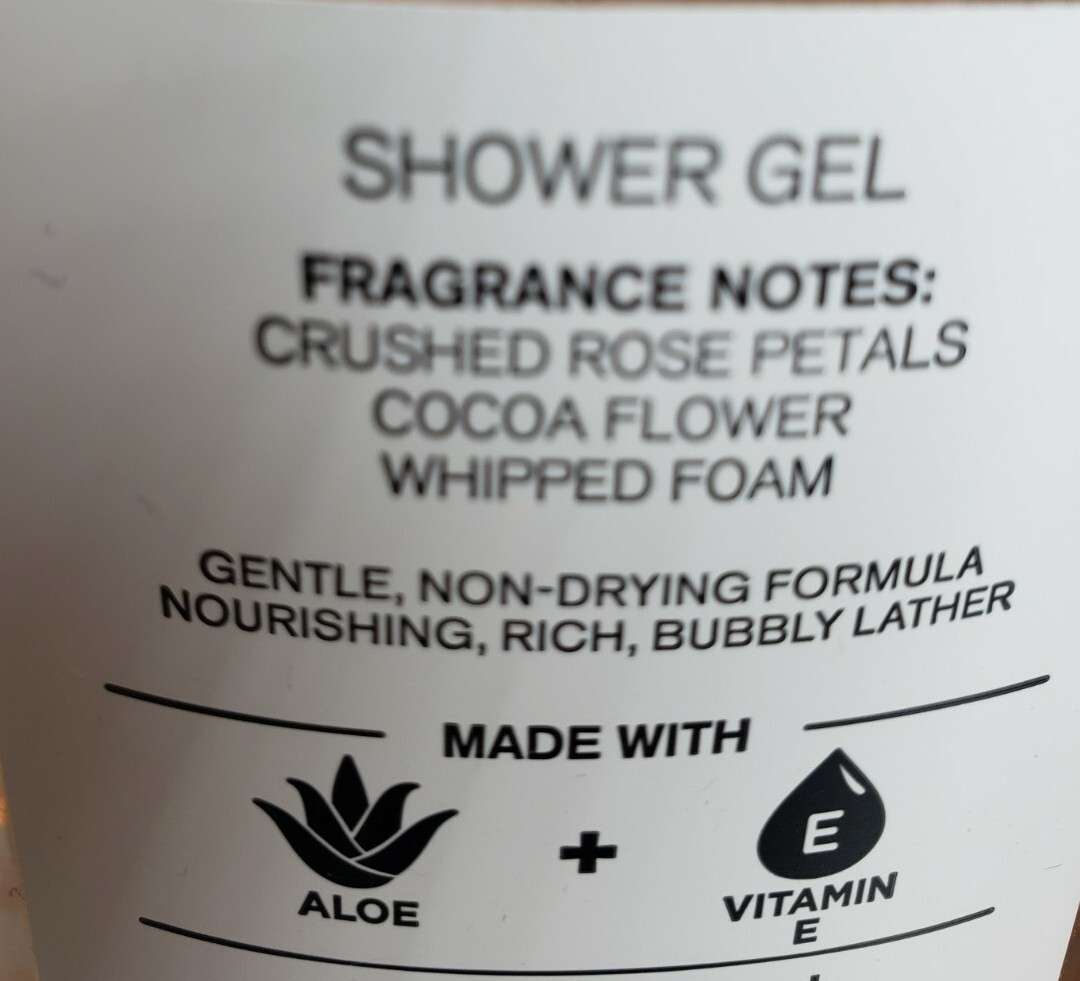 SHOWER GEL
FRAGRANCE NOTES:
CRUSHED ROSE PETALS
COCOA FLOWER
WHIPPED FOAM
GENTLE, NON-DRYING FORMULA
NOURISHING, RICH, BUBBLY LATHER
MADE WITH
E
+
ALOE
VITAMIN
E